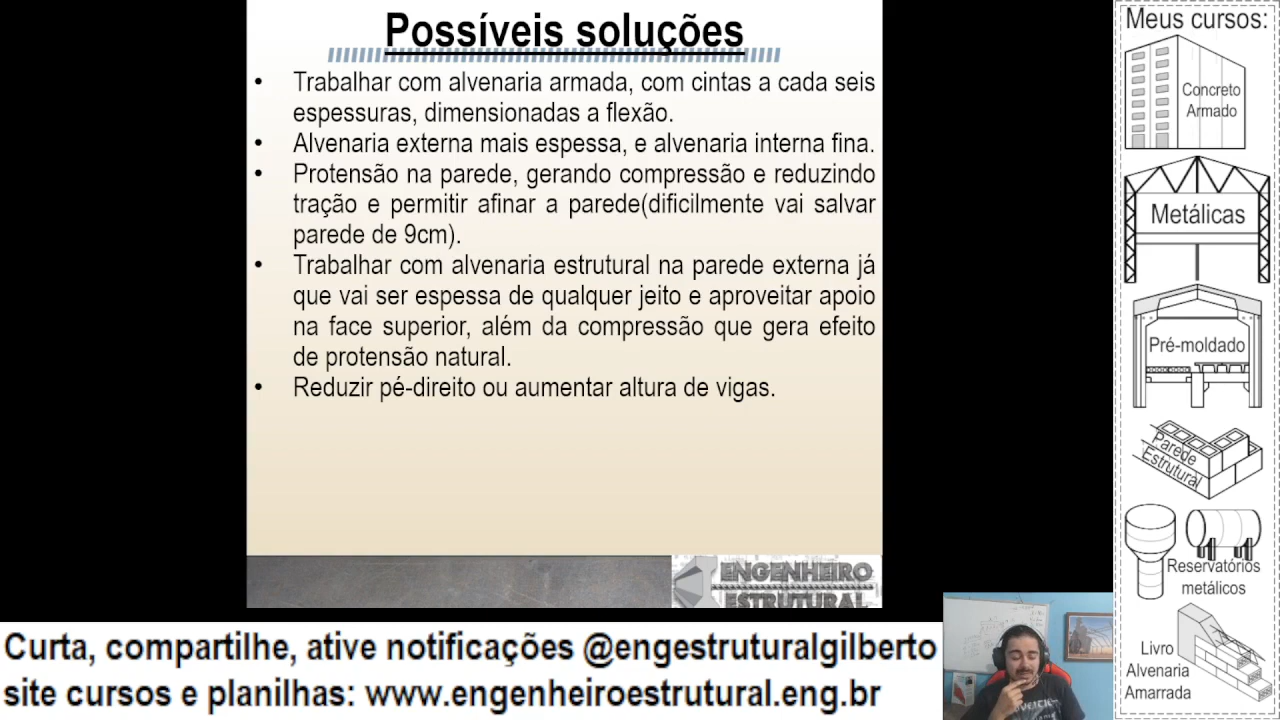 Possíveis soluções
• Trabalhar com alvenaria armada, com cintas a cada seis
espessuras, dimensionadas a flexão.
• Alvenaria externa mais espessa, e alvenaria interna fina.
• Protensão na parede, gerando compressão e reduzindo
tração e permitir afinar a parede(dificilmente vai salvar
parede de 9cm).
• Trabalhar com alvenaria estrutural na parede externa já
que vai ser espessa de qualquer jeito e aproveitar apoio
na face superior, além da compressão que gera efeito
de protensão natural.
• Reduzir pé-direito ou aumentar altura de vigas.
ENGENHEIRO
ESTRUTURAL
Curta, compartilhe, ative notificações @engestruturalgilberto
site cursos e planilhas: www.engenheiroestrutural.eng.br
Meus cursos:
Concreto
Armado
Metálicas
Pré-moldado
Parede
Estrutural
Reservatórios
metálicos
Livro
Alvenaria
Amarrada